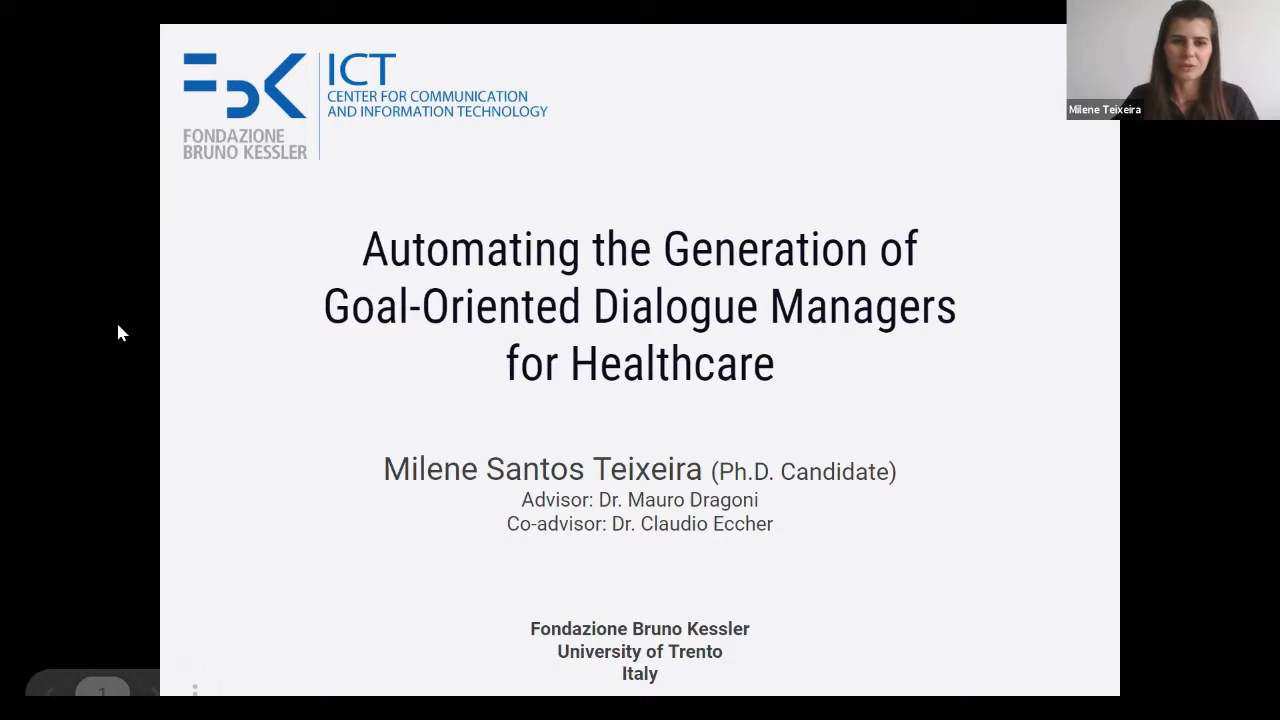 FBK
ICT
CENTER FOR COMMUNICATION
AND INFORMATION TECHNOLOGY
FONDAZIONE
BRUNO KESSLER
Milene Teixeira
Automating the Generation of
Goal-Oriented Dialogue Managers
for Healthcare
Milene Santos Teixeira (Ph.D. Candidate)
Advisor: Dr. Mauro Dragoni
Co-advisor: Dr. Claudio Eccher
Fondazione Bruno Kessler
University of Trento
Italy
1